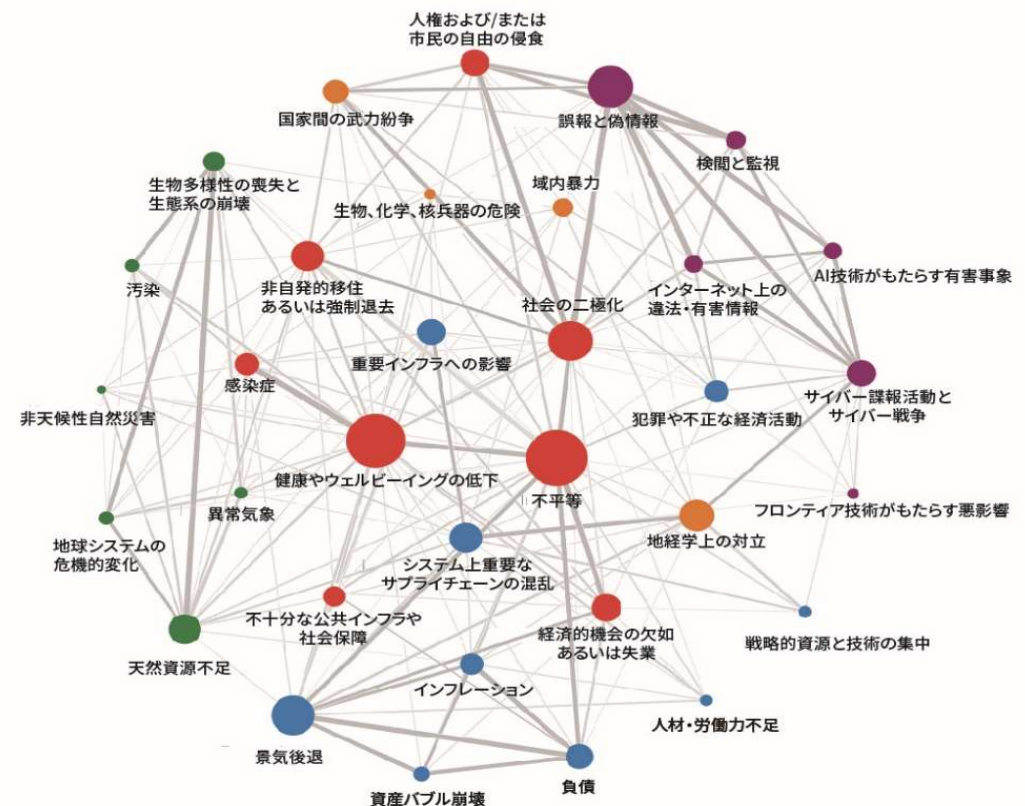 人権および/または
市民の自由の侵食
国家間の武力紛争
誤報と偽情報
検閲と監視
生物多様性の喪失と
生態系の崩壊
域内暴力
生物、化学、核兵器の危険
汚染
非自発的移住
あるいは強制退去
社会の二極化
インターネット上の
違法・有害情報
AI技術がもたらす有害事象
重要インフラへの影響
感染症
非天候性自然災害
犯罪や不正な経済活動
サイバー諜報活動と
サイバー戦争
健康やウェルビーイングの低下
不平等
異常気象
フロンティア技術がもたらす悪影響
地球システムの
危機的変化
システム上重要な
サプライチェーンの混乱
地経学上の対立
不十分な公共インフラや
社会保障
経済的機会の欠如
あるいは失業
戦略的資源と技術の集中
天然資源不足
インフレーション
人材・労働力不足
景気後退
資産バブル崩壊
負債